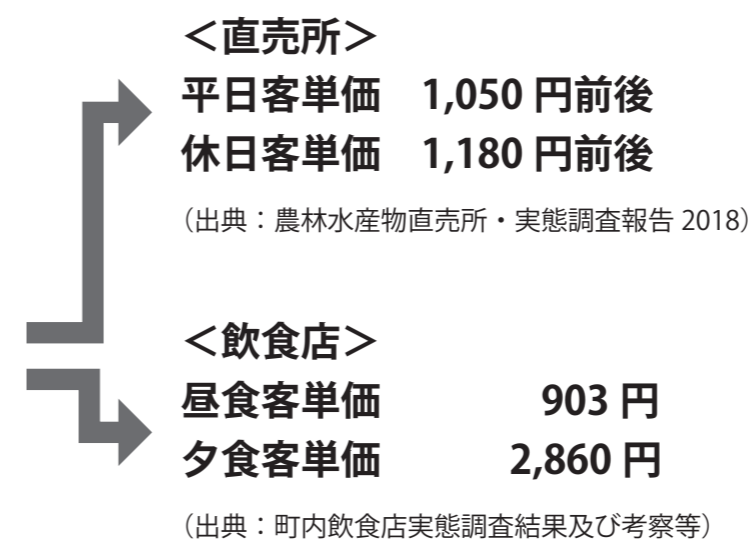 ＜直売所＞
平日客単価　1,050 円前後
休日客単価　1,180 円前後
（出典：農林水産物直売所・実態調査報告 2018）
＜飲食店＞
昼食客単価　903 円
夕食客単価　2,860 円
（出典：町内飲食店実態調査結果及び考察等）